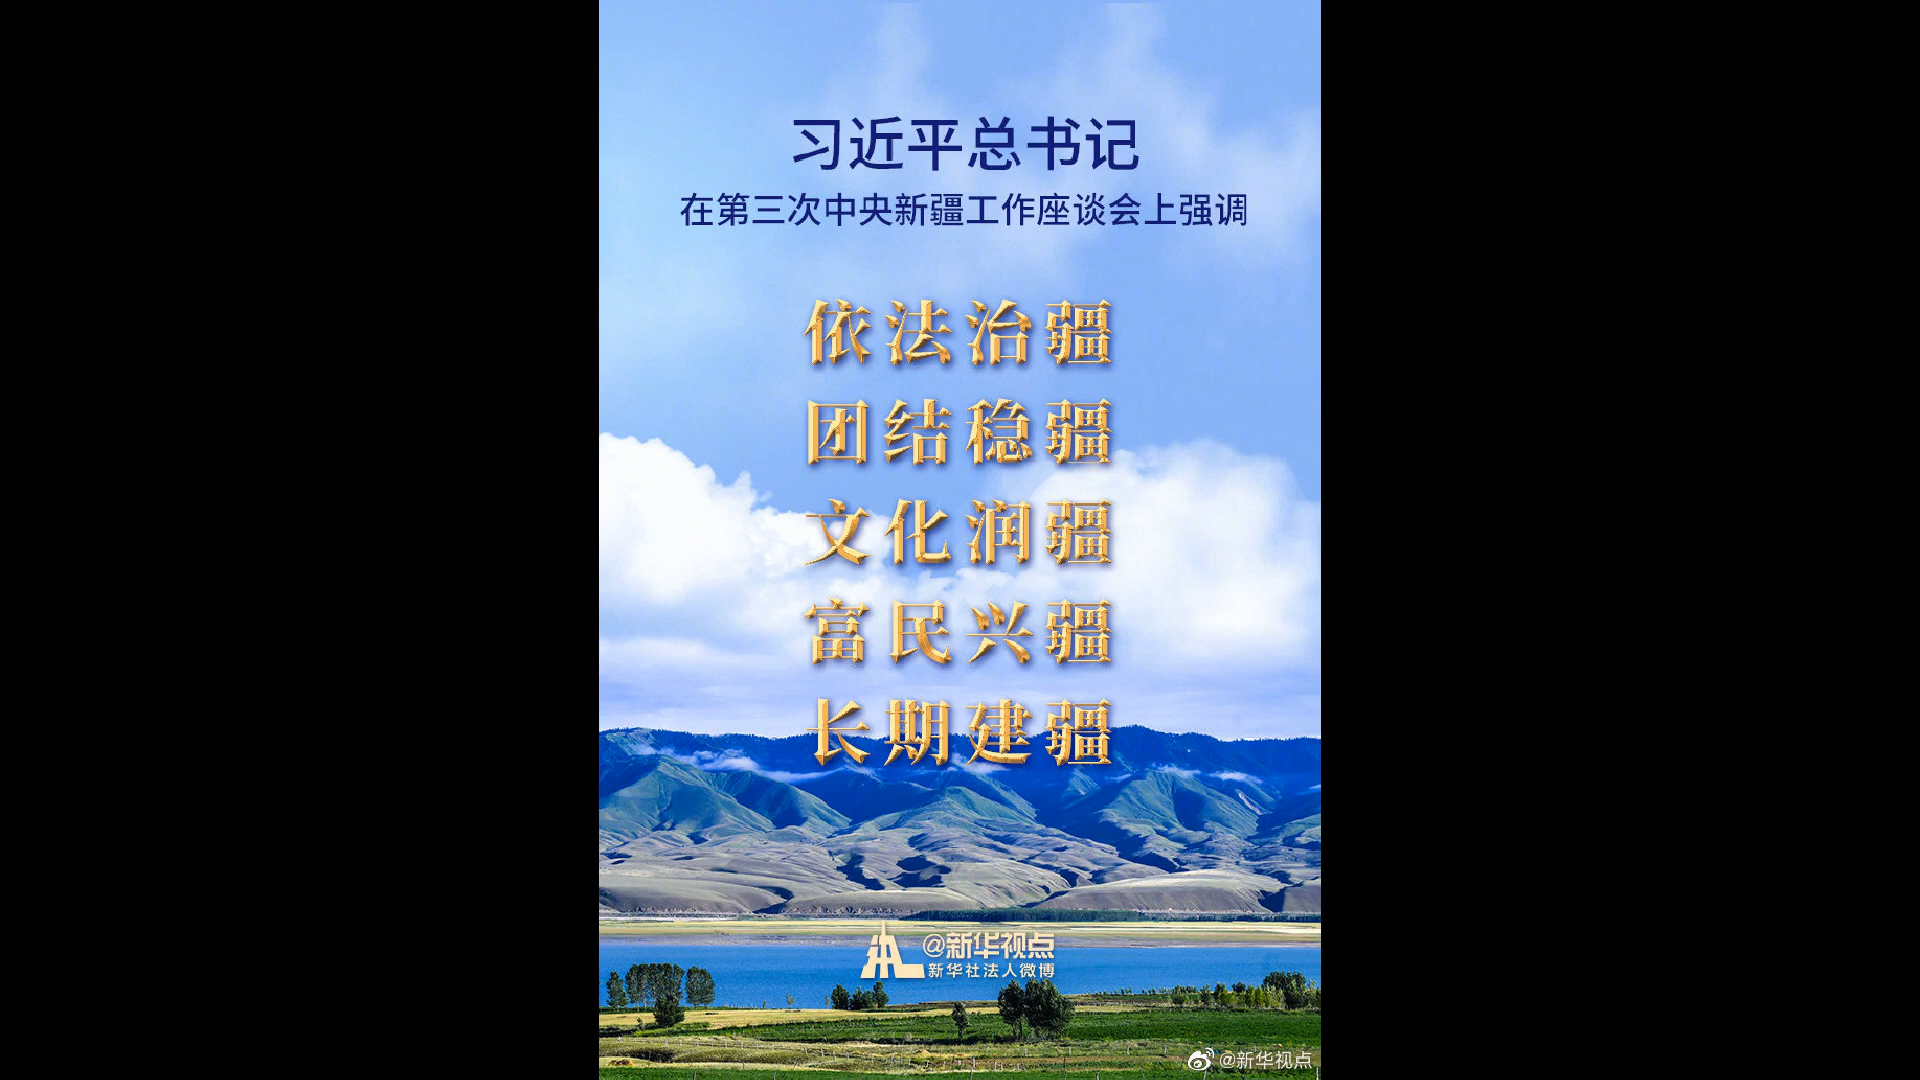 习近平总书记
在第三次中央新疆工作座谈会上强调
依法治疆
团结稳疆
文化润疆
富民兴疆
长期建疆
@新华视点
新华社法人微博
@新华视点